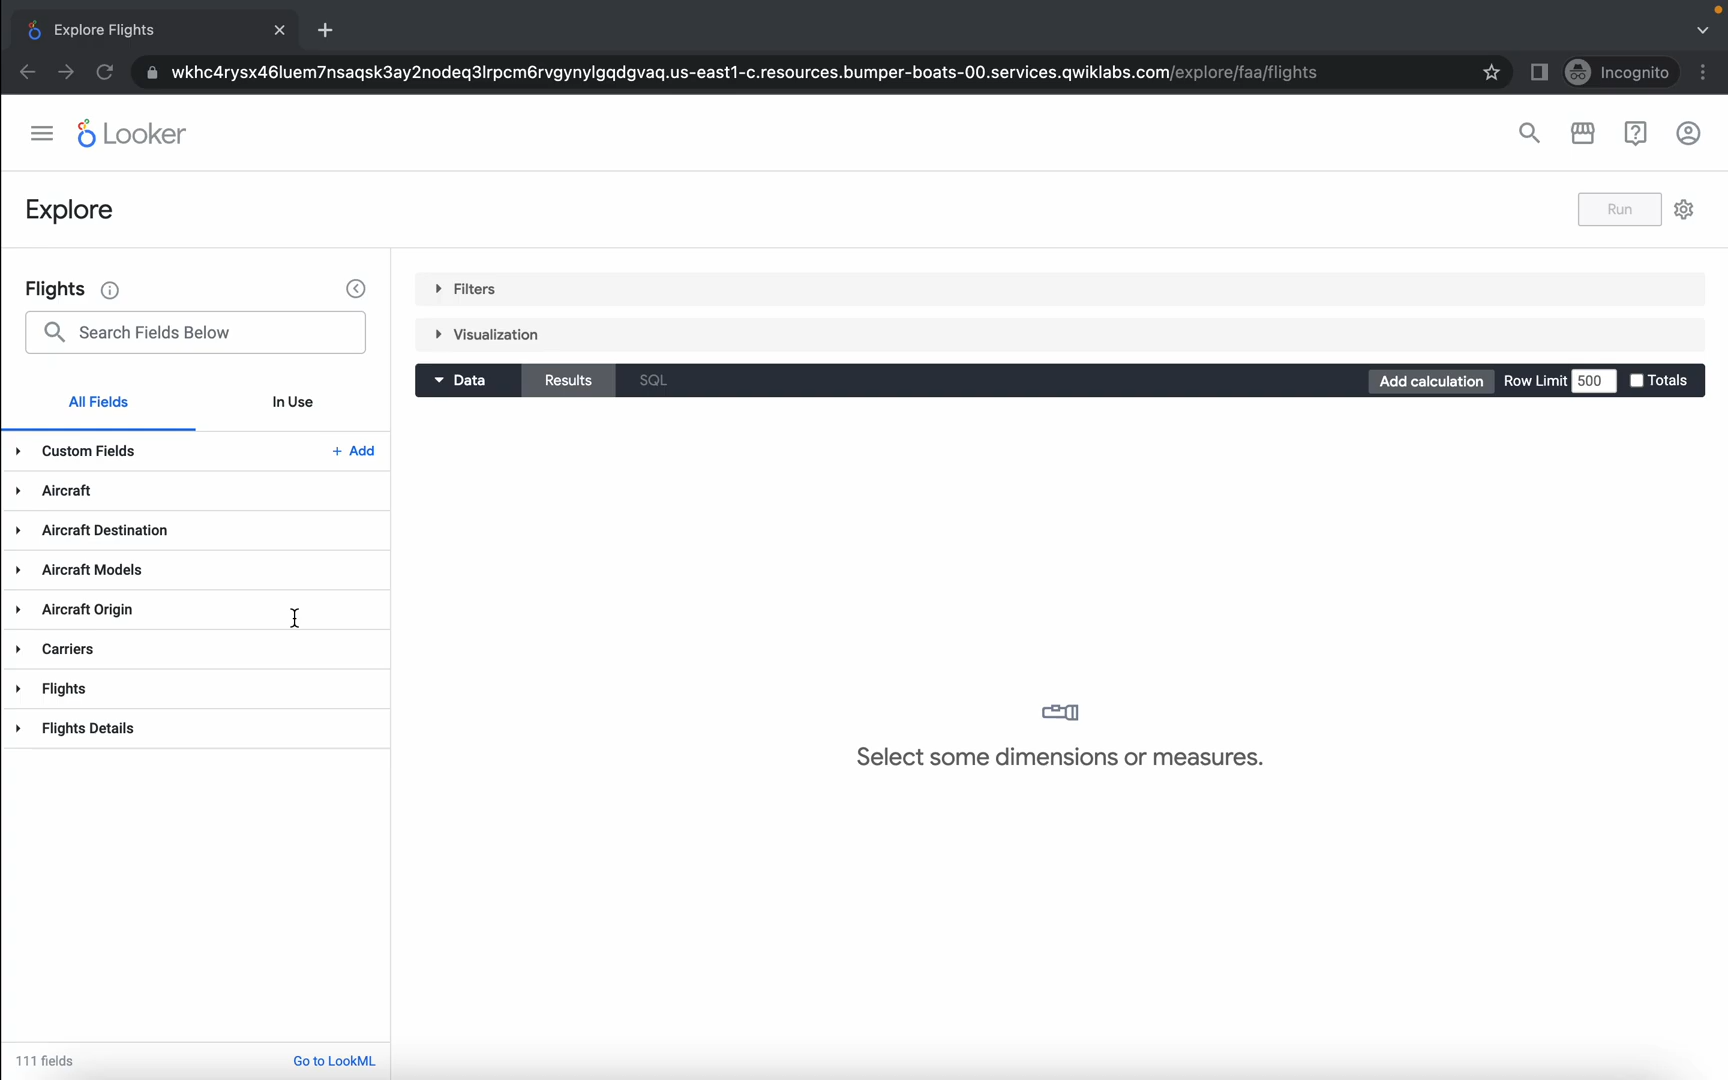 Explore Flights
wkhc4rysx46luem7nsaqsk3ay2nodeq3lrpcm6rvgynylgqdgvaq.us-east1-c.resources.bumper-boats-00.services.qwiklabs.com/explore/faa/flights
Incognito
Looker
Explore
Run
Flights
Search Fields Below
All Fields
In Use
Custom Fields
+ Add
Aircraft
Aircraft Destination
Aircraft Models
Aircraft Origin
Carriers
Flights
Flights Details
111 fields
Go to LookML
Filters
Visualization
Data
Results
SQL
Add calculation
Row Limit
500
Totals
Select some dimensions or measures.